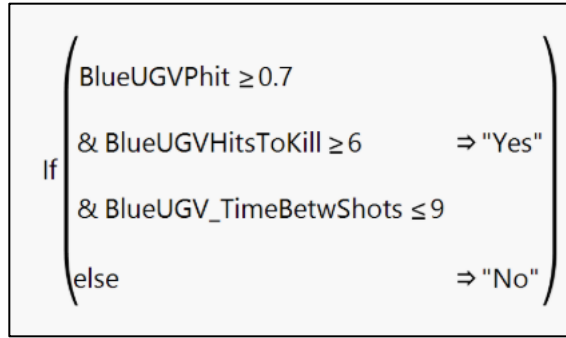 BlueUGVPhit ≥ 0.7
& BlueUGVHitsToKill ≥ 6 ⇒ "Yes"
If
& BlueUGV_TimeBetwShots ≤ 9
else ⇒ "No"